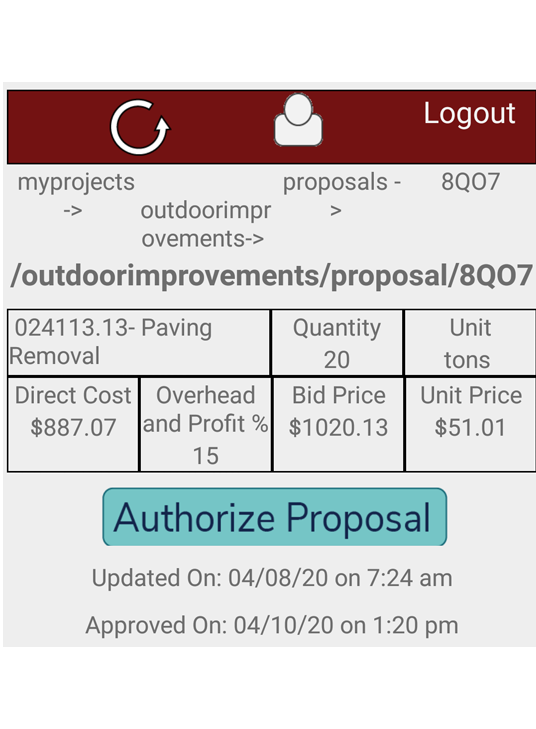 Logout
myprojects
->
outdoorimpr
ovements->
proposals -
>
8QO7
/outdoorimprovements/proposal/8QO7
024113.13- Paving
Removal
Quantity
20
Unit
tons
Direct Cost
$887.07
Overhead
and Profit %
15
Bid Price
$1020.13
Unit Price
$51.01
Authorize Proposal
Updated On: 04/08/20 on 7:24 am
Approved On: 04/10/20 on 1:20 pm